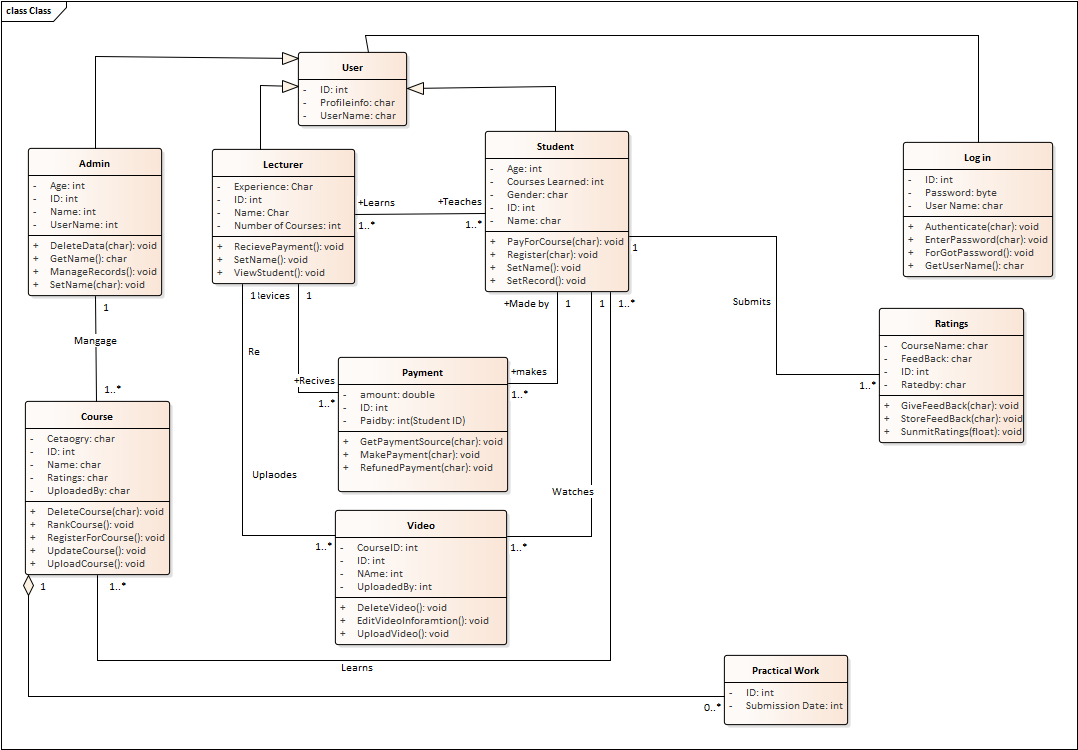 class Class
User
- ID: int
- Profileinfo: char
- UserName: char
Admin
- Age: int
- ID: int
- Name: int
- UserName: int
+ DeleteData(char): void
+ GetName(): char
+ ManageRecords(): void
+ SetName(char): void
Lecturer
- Experience: Char
- ID: int
- Name: Char
- Number of Courses: int
+ RecievePayment(): void
+ SetName(): void
+ ViewStudent(): void
+Learns
1..*
+Teaches
1..*
Student
- Age: int
- Courses Learned: int
- Gender: char
- ID: int
- Name: char
+ PayForCourse(char): void
+ Register(char): void
+ SetName(): void
+ SetRecord(): void
Log in
- ID: int
- Password: byte
- User Name: char
+ Authenticate(char): void
+ EnterPassword(char): void
+ ForGotPassword(): void
+ GetUserName(): char
1
Submits
1..*
Ratings
- CourseName: char
- FeedBack: char
- ID: int
- Ratedby: char
+ GiveFeedBack(char): void
+ StoreFeedBack(char): void
+ SunmitRatings(float): void
1
Mangage
1..*
1
levices
1
Re
Uplaodes
1..*
+Recives
1..*
+Made by
1
1
1..*
+makes
1..*
Payment
- amount: double
- ID: int
- Paidby: int(Student ID)
+ GetPaymentSource(char): void
+ MakePayment(char): void
+ RefunedPayment(char): void
Watches
1..*
Course
- Cetaogry: char
- ID: int
- Name: char
- Ratings: char
- UploadedBy: char
+ DeleteCourse(char): void
+ RankCourse(): void
+ RegisterForCourse(): void
+ UpdateCourse(): void
+ UploadCourse(): void
1
1..*
Video
- CourseID: int
- ID: int
- NAme: int
- UploadedBy: int
+ DeleteVideo(): void
+ EditVideoInforamtion(): void
+ UploadVideo(): void
Learns
0..*
Practical Work
- ID: int
- Submission Date: int